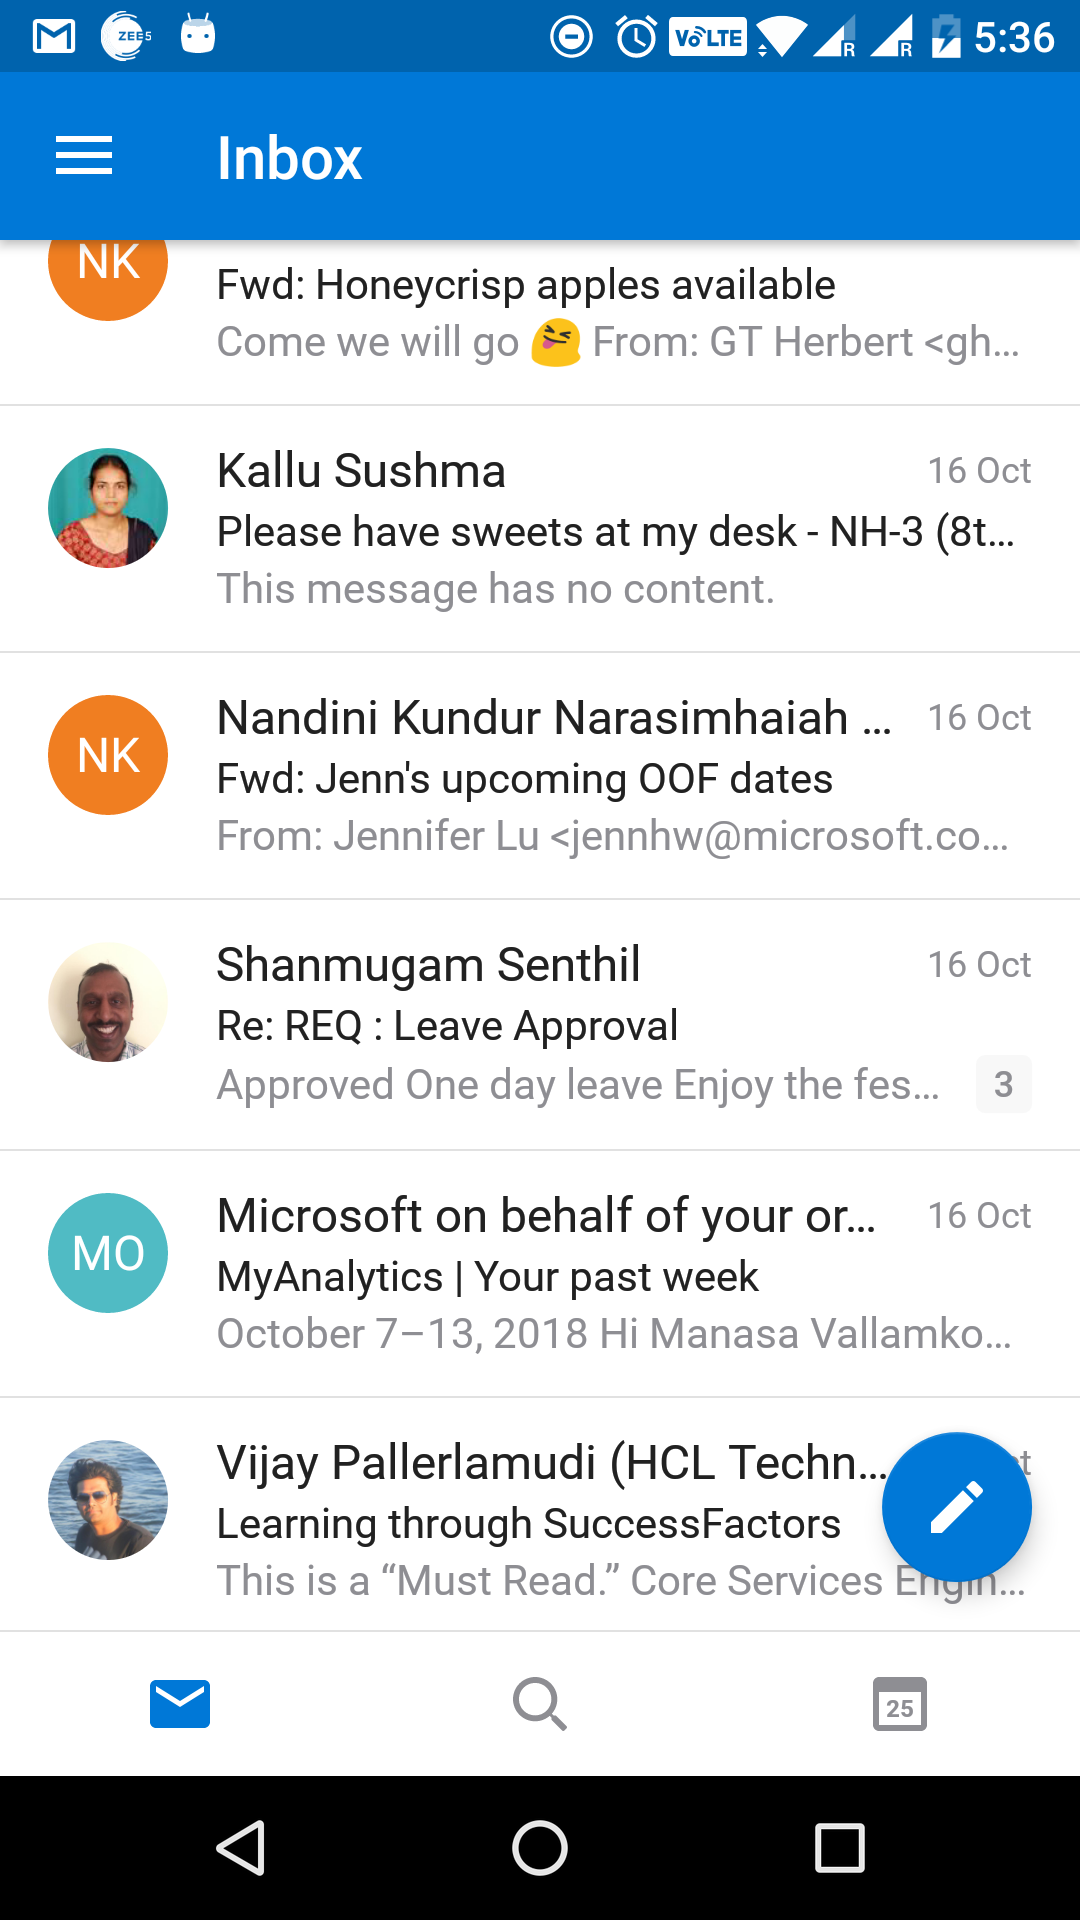 ZEE5
VoLTE
R
R
5:36
Inbox
NK
Fwd: Honeycrisp apples available
Come we will go 😝 From: GT Herbert <gh...
Kallu Sushma
16 Oct
Please have sweets at my desk - NH-3 (8t...
This message has no content.
NK
Nandini Kundur Narasimhaiah ...
16 Oct
Fwd: Jenn's upcoming OOF dates
From: Jennifer Lu <jennhw@microsoft.co...
Shanmugam Senthil
16 Oct
Re: REQ : Leave Approval
Approved One day leave Enjoy the fes...
3
MO
Microsoft on behalf of your or...
16 Oct
MyAnalytics | Your past week
October 7–13, 2018 Hi Manasa Vallamko...
Vijay Pallerlamudi (HCL Techn...
Learning through SuccessFactors
This is a “Must Read.” Core Services Engin...
25